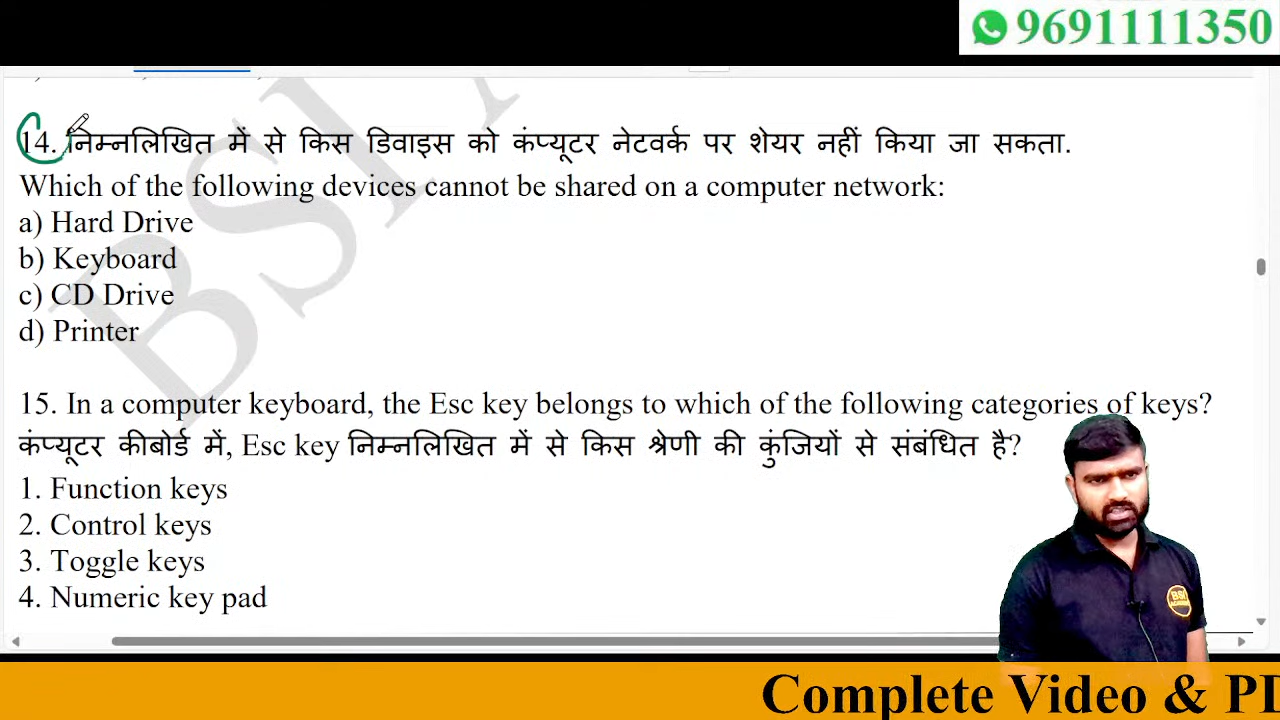 9691111350
14. निम्नलिखित में से किस डिवाइस को कंप्यूटर नेटवर्क पर शेयर नहीं किया जा सकता.
Which of the following devices cannot be shared on a computer network:
a) Hard Drive
b) Keyboard
c) CD Drive
d) Printer
15. In a computer keyboard, the Esc key belongs to which of the following categories of keys?
कंप्यूटर कीबोर्ड में, Esc key निम्नलिखित में से किस श्रेणी की कुंजियों से संबंधित है?
1. Function keys
2. Control keys
3. Toggle keys
4. Numeric key pad
BSI
Complete Video & PD